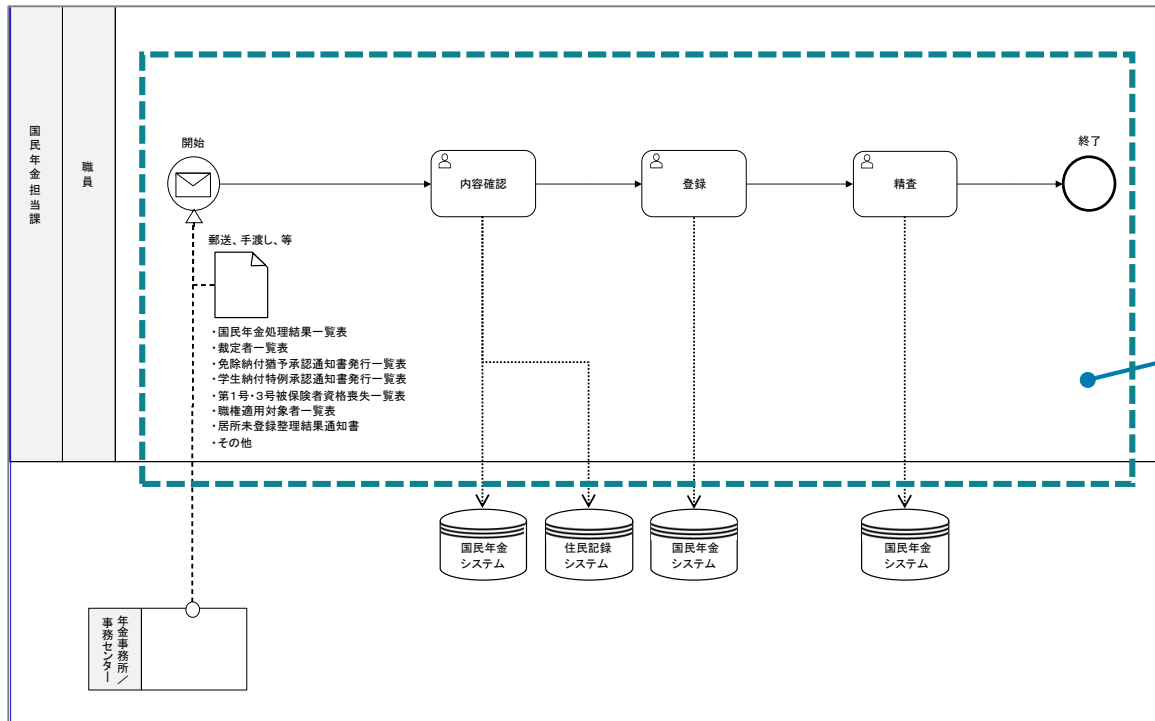 国民年金担当課
職員
開始
内容確認
登録
精査
終了
郵送、手渡し、等
・国民年金処理結果一覧表
・裁定者一覧表
・免除納付猶予承認通知書発行一覧表
・学生納付特例承認通知書発行一覧表
・第1号・3号被保険者資格喪失一覧表
・職権適用対象者一覧表
・居所未登録整理結果通知書
・その他
国民年金
システム
住民記録
システム
国民年金
システム
国民年金
システム
年金事務所/
事務センター